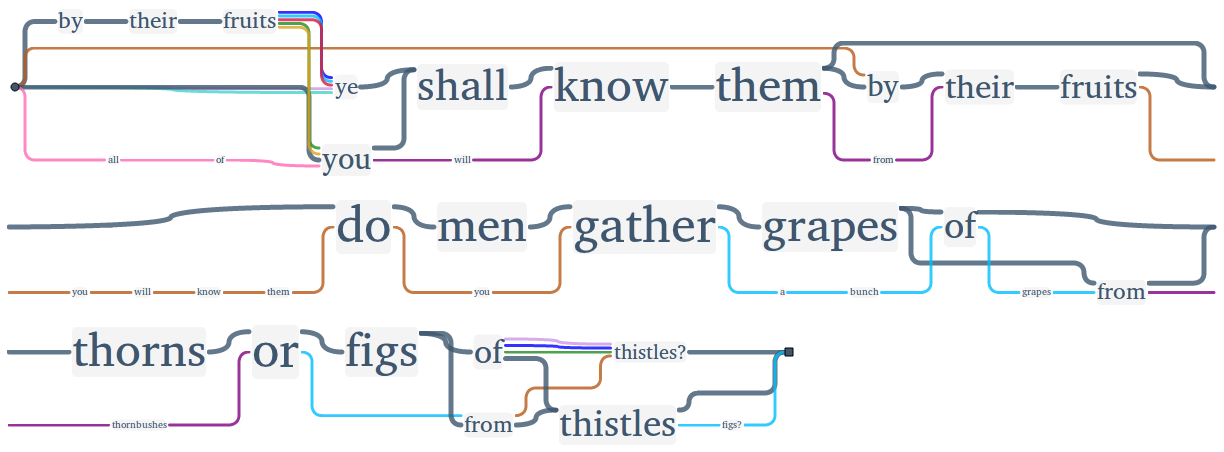 by their fruits
ye shall know them by their fruits
all of you will from
do men gather grapes of
you will know them you a bunch grapes from
thorns or figs of thistles?
thornbushes from thistles figs?